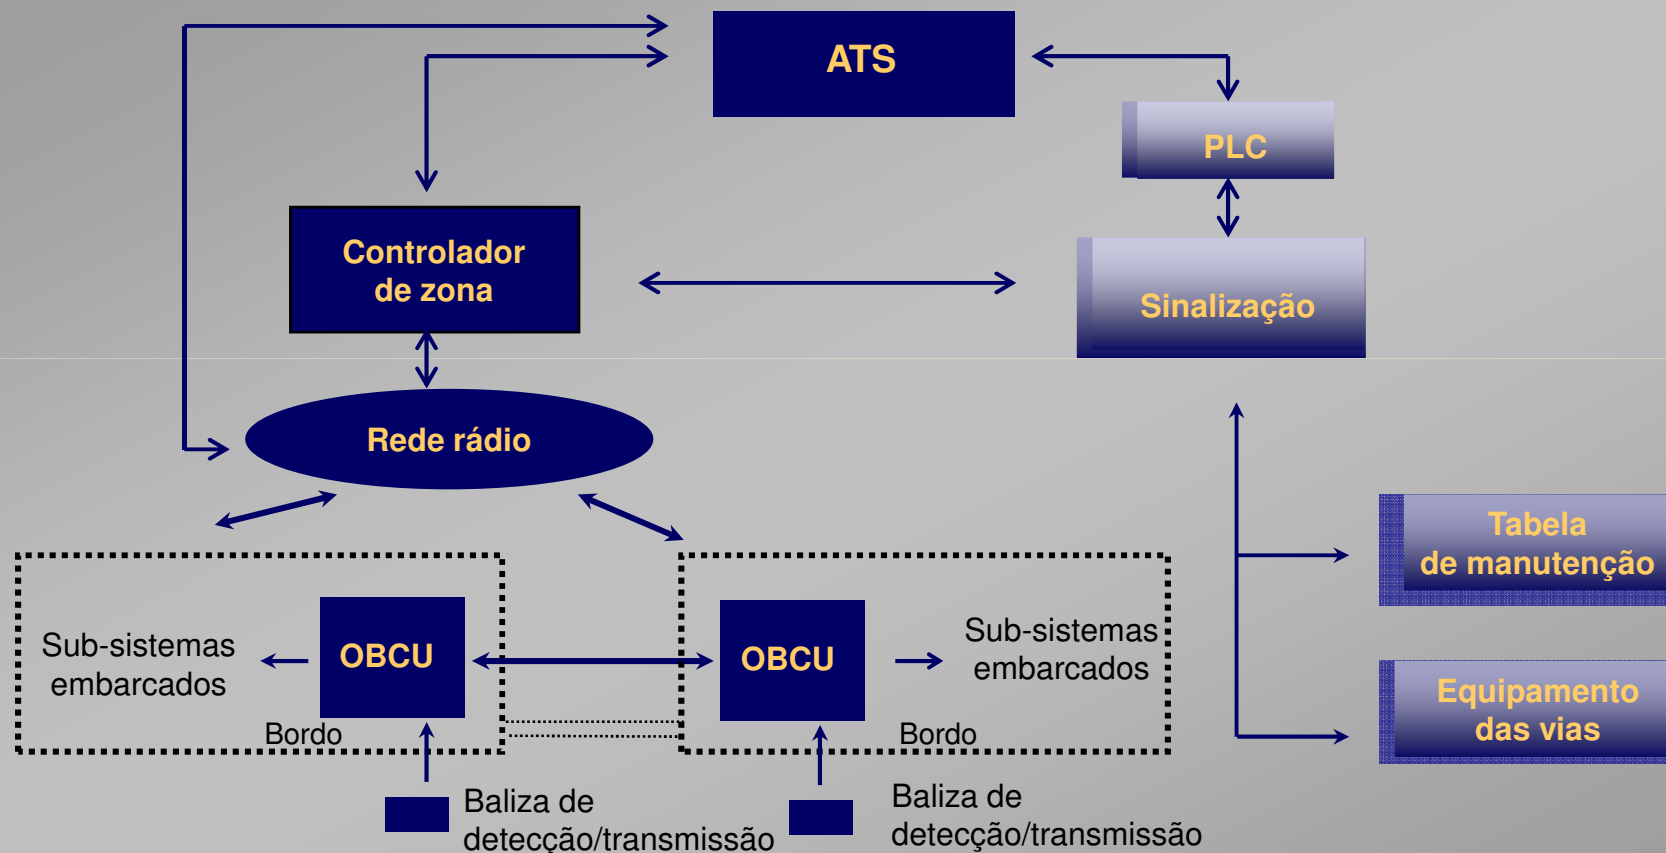 ATS
PLC
Controlador
de zona
Sinalização
Rede rádio
Tabela
de manutenção
Sub-sistemas
embarcados
OBCU
OBCU
Sub-sistemas
embarcados
Equipamento
das vias
Bordo
Bordo
Baliza de
detecção/transmissão
Baliza de
detecção/transmissão